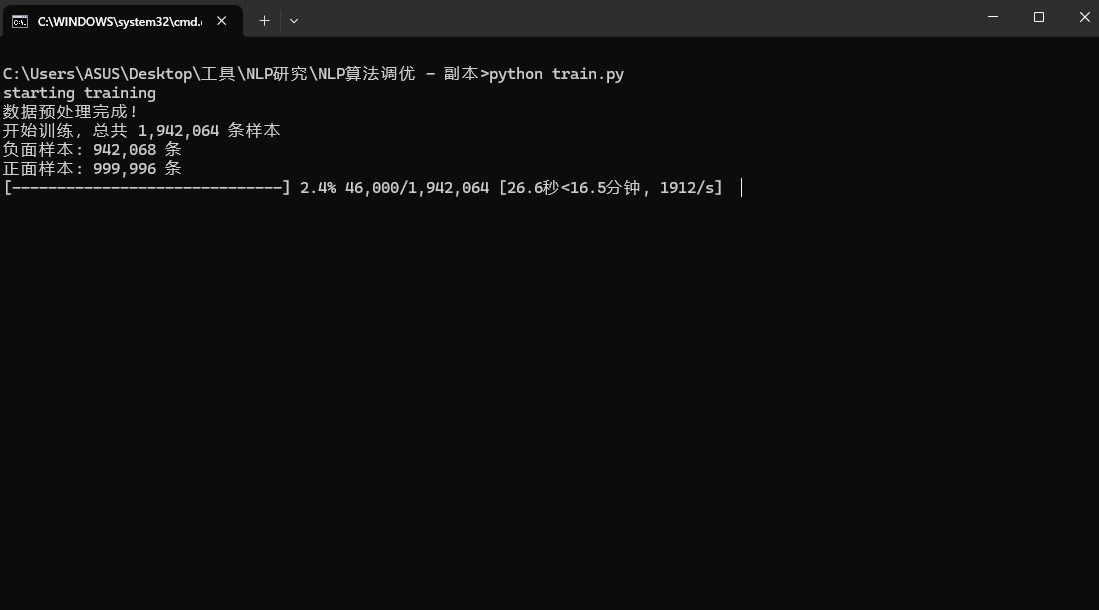 C:\WINDOWS\system32\cmd.
C:\Users\ASUS\Desktop\工具\NLP研究\NLP算法调优 - 副本>python train.py
starting training
数据预处理完成!
开始训练, 总共 1,942,064 条样本
负面样本: 942,068 条
正面样本: 999,996 条
[------------------------------] 2.4% 46,000/1,942,064 [26.6秒<16.5分钟, 1912/s]